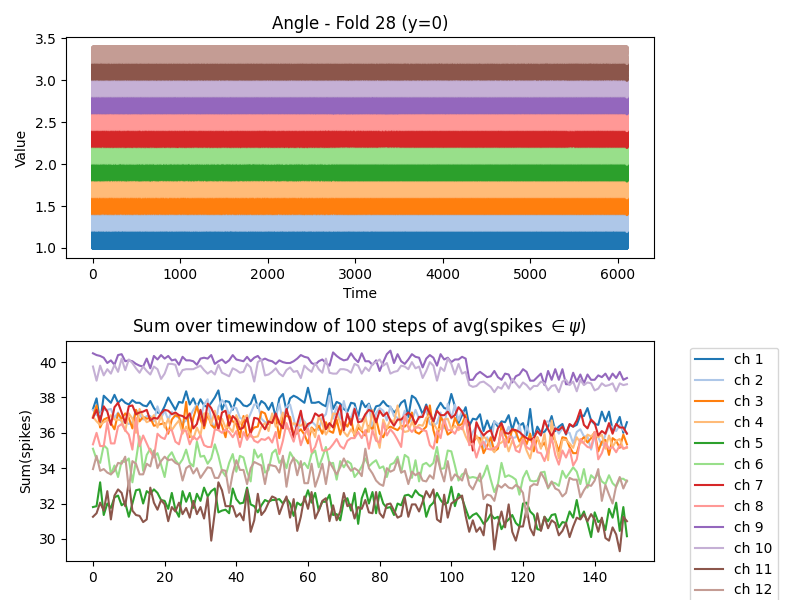 Angle - Fold 28 (y=0)
3.5
3.0
2.5
2.0
1.5
1.0
Value
0 1000 2000 3000 4000 5000 6000
Time
Sum over timewindow of 100 steps of avg(spikes ∈ ψ)
40
38
36
34
32
30
Sum(spikes)
0 20 40 60 80 100 120 140
ch 1
ch 2
ch 3
ch 4
ch 5
ch 6
ch 7
ch 8
ch 9
ch 10
ch 11
ch 12